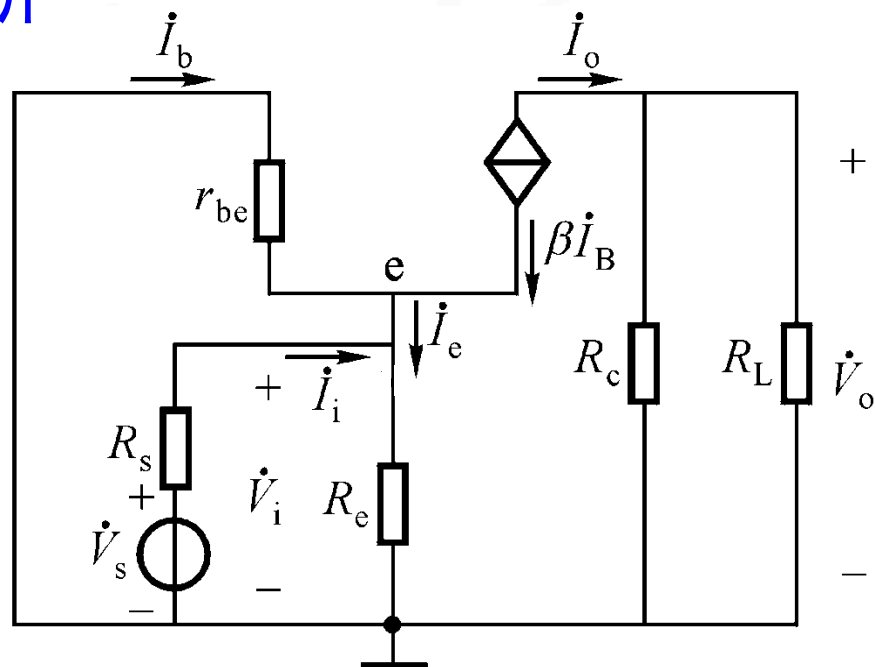 İb
İo
rbe
βİB
e
İe
İi
Rs
+
V̇s
−
+
V̇i
−
Re
Rc
RL
+
V̇o
−